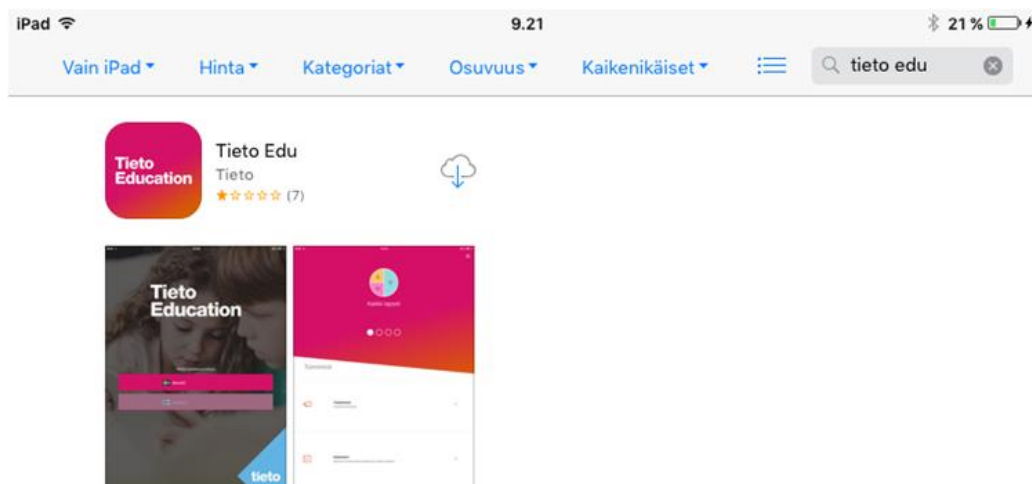 iPad 9.21 21 %
Vain iPad Hinta Kategoriat Osuvuus Kaikenikäiset tieto edu
Tieto Edu
Tieto
(7)
Tieto
Education
Tieto
Education
tieto